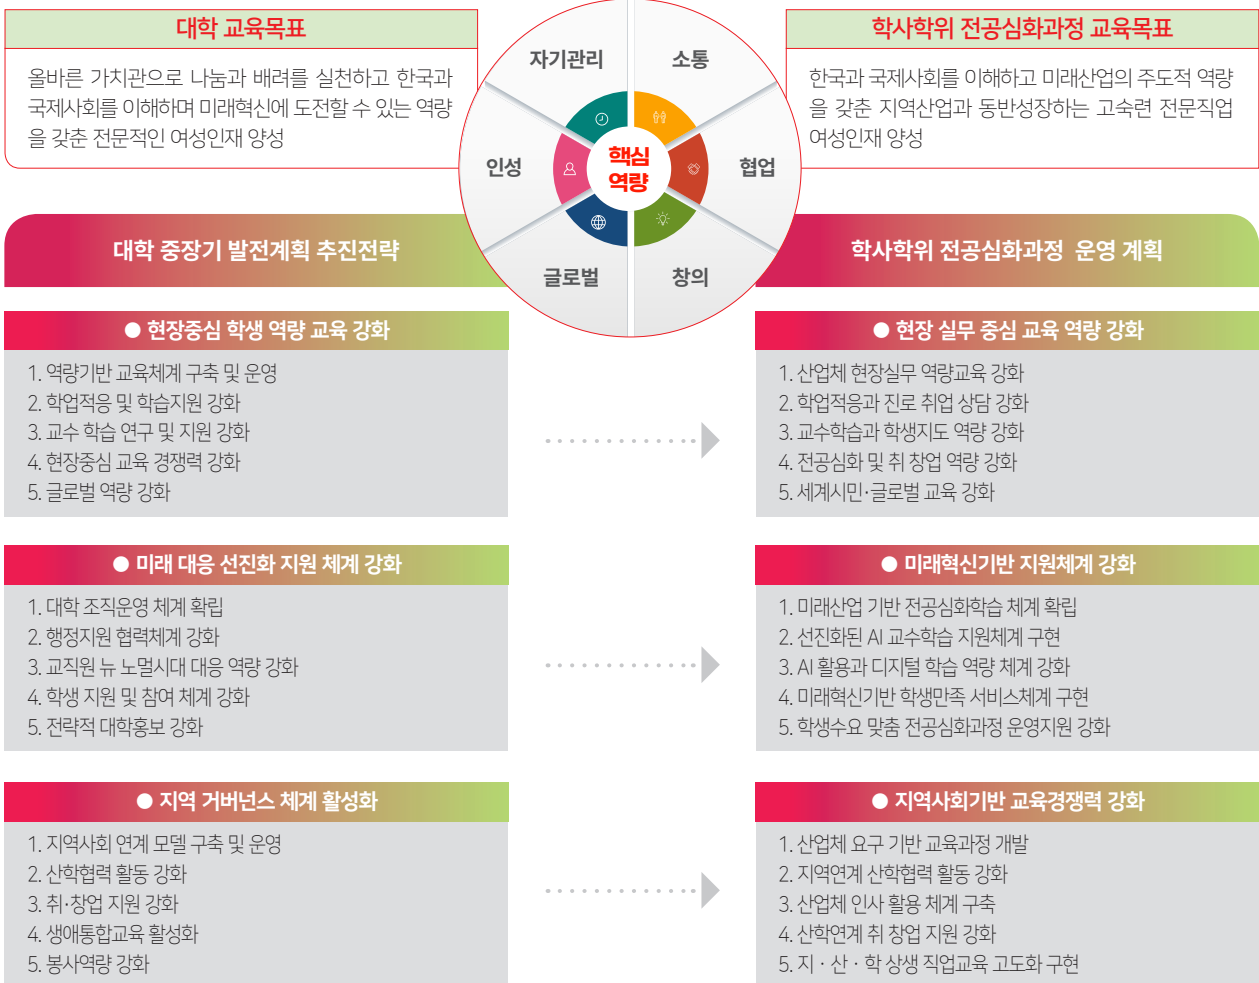 대학 교육목표
올바른 가치관으로 나눔과 배려를 실천하고 한국과
국제사회를 이해하며 미래혁신에 도전할 수 있는 역량
을 갖춘 전문적인 여성인재 양성
자기관리
소통
인성
핵심
역량
협업
글로벌
창의
학사학위 전공심화과정 교육목표
한국과 국제사회를 이해하고 미래산업의 주도적 역량
을 갖춘 지역산업과 동반성장하는 고숙련 전문직업
여성인재 양성
대학 중장기 발전계획 추진전략
학사학위 전공심화과정 운영 계획
● 현장중심 학생 역량 교육 강화
1. 역량기반 교육체계 구축 및 운영
2. 학업적응 및 학습지원 강화
3. 교수 학습 연구 및 지원 강화
4. 현장중심 교육 경쟁력 강화
5. 글로벌 역량 강화
● 현장 실무 중심 교육 역량 강화
1. 산업체 현장실무 역량교육 강화
2. 학업적응과 진로 취업 상담 강화
3. 교수학습과 학생지도 역량 강화
4. 전공심화 및 취 창업 역량 강화
5. 세계시민·글로벌 교육 강화
● 미래 대응 선진화 지원 체계 강화
1. 대학 조직운영 체계 확립
2. 행정지원 협력체계 강화
3. 교직원 뉴 노멀시대 대응 역량 강화
4. 학생 지원 및 참여 체계 강화
5. 전략적 대학홍보 강화
● 미래혁신기반 지원체계 강화
1. 미래산업 기반 전공심화학습 체계 확립
2. 선진화된 AI 교수학습 지원체계 구현
3. AI 활용과 디지털 학습 역량 체계 강화
4. 미래혁신기반 학생만족 서비스체계 구현
5. 학생수요 맞춤 전공심화과정 운영지원 강화
● 지역 거버넌스 체계 활성화
1. 지역사회 연계 모델 구축 및 운영
2. 산학협력 활동 강화
3. 취·창업 지원 강화
4. 생애통합교육 활성화
5. 봉사역량 강화
● 지역사회기반 교육경쟁력 강화
1. 산업체 요구 기반 교육과정 개발
2. 지역연계 산학협력 활동 강화
3. 산업체 인사 활용 체계 구축
4. 산학연계 취 창업 지원 강화
5. 지 · 산 · 학 상생 직업교육 고도화 구현